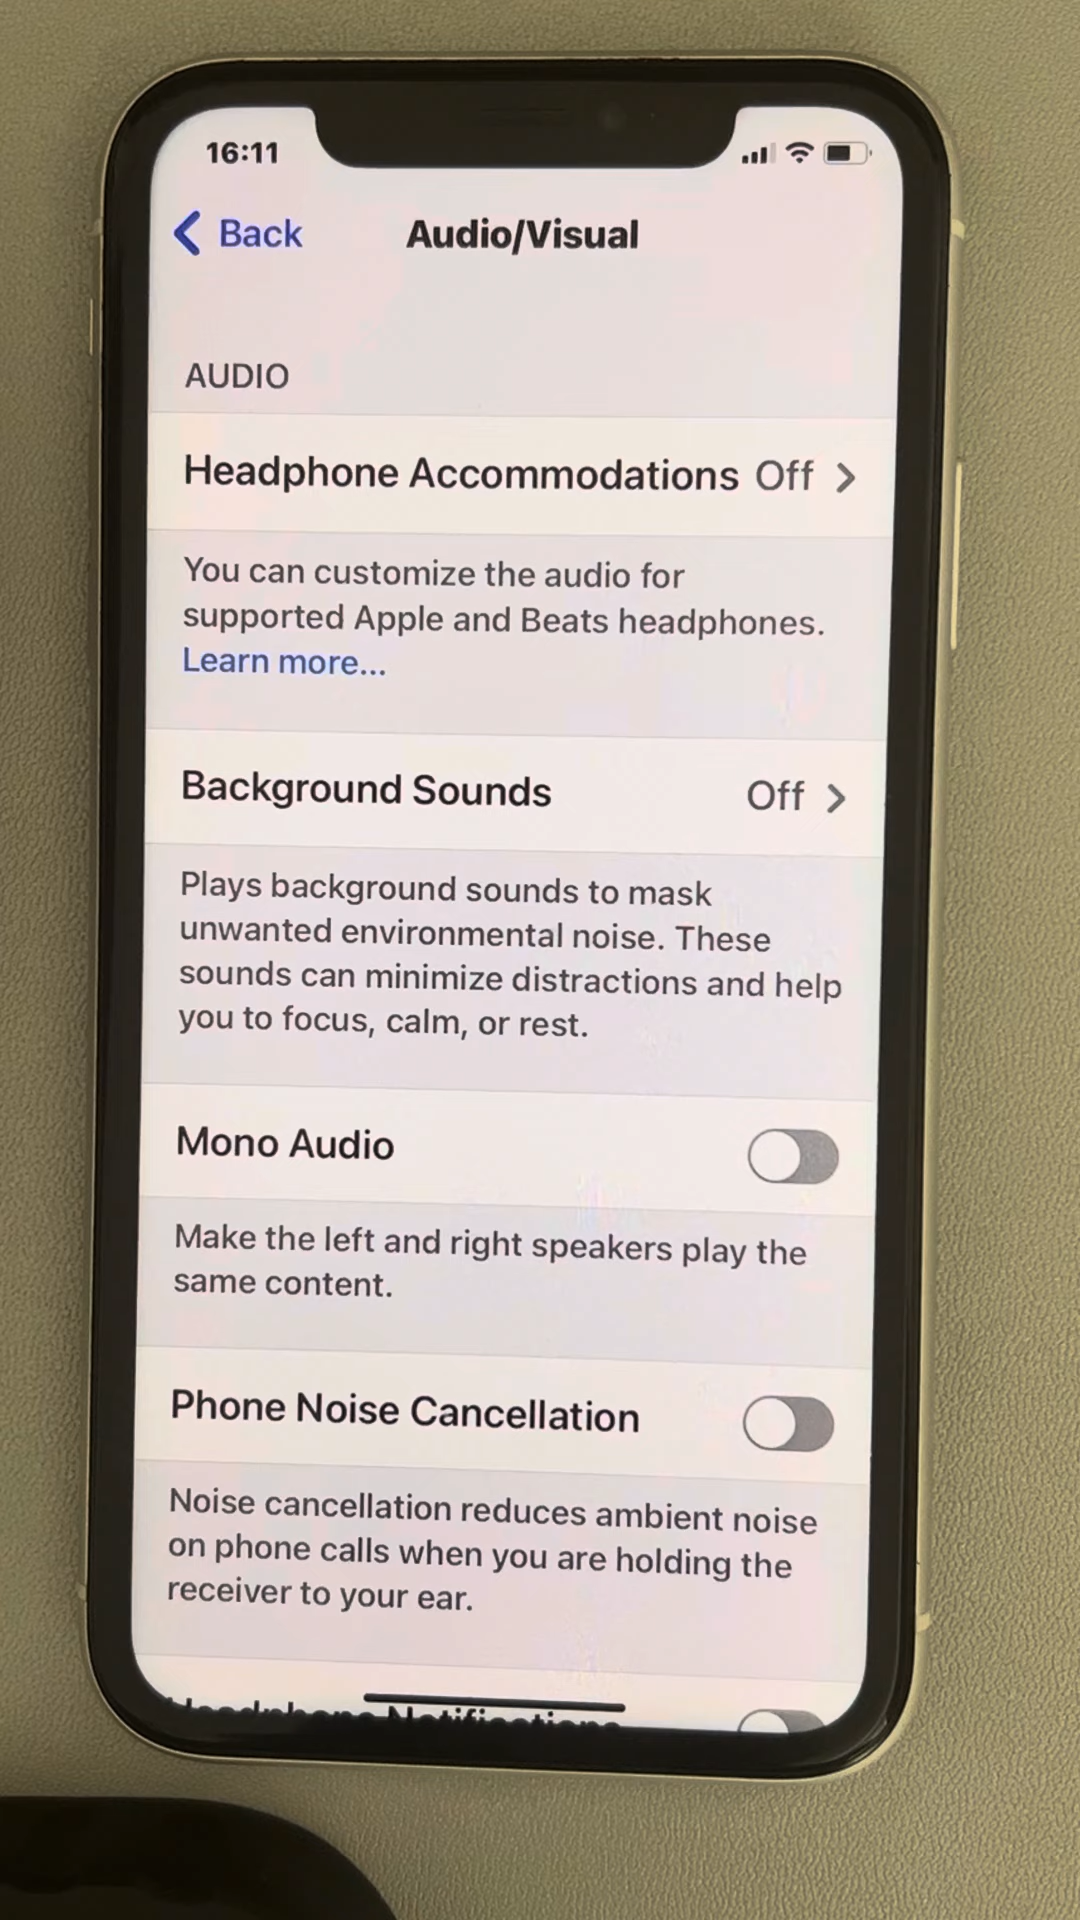 16:11
Back
Audio/Visual
AUDIO
Headphone Accommodations Off
You can customize the audio for
supported Apple and Beats headphones.
Learn more...
Background Sounds Off
Plays background sounds to mask
unwanted environmental noise. These
sounds can minimize distractions and help
you to focus, calm, or rest.
Mono Audio
Make the left and right speakers play the
same content.
Phone Noise Cancellation
Noise cancellation reduces ambient noise
on phone calls when you are holding the
receiver to your ear.
Headphone Notifications